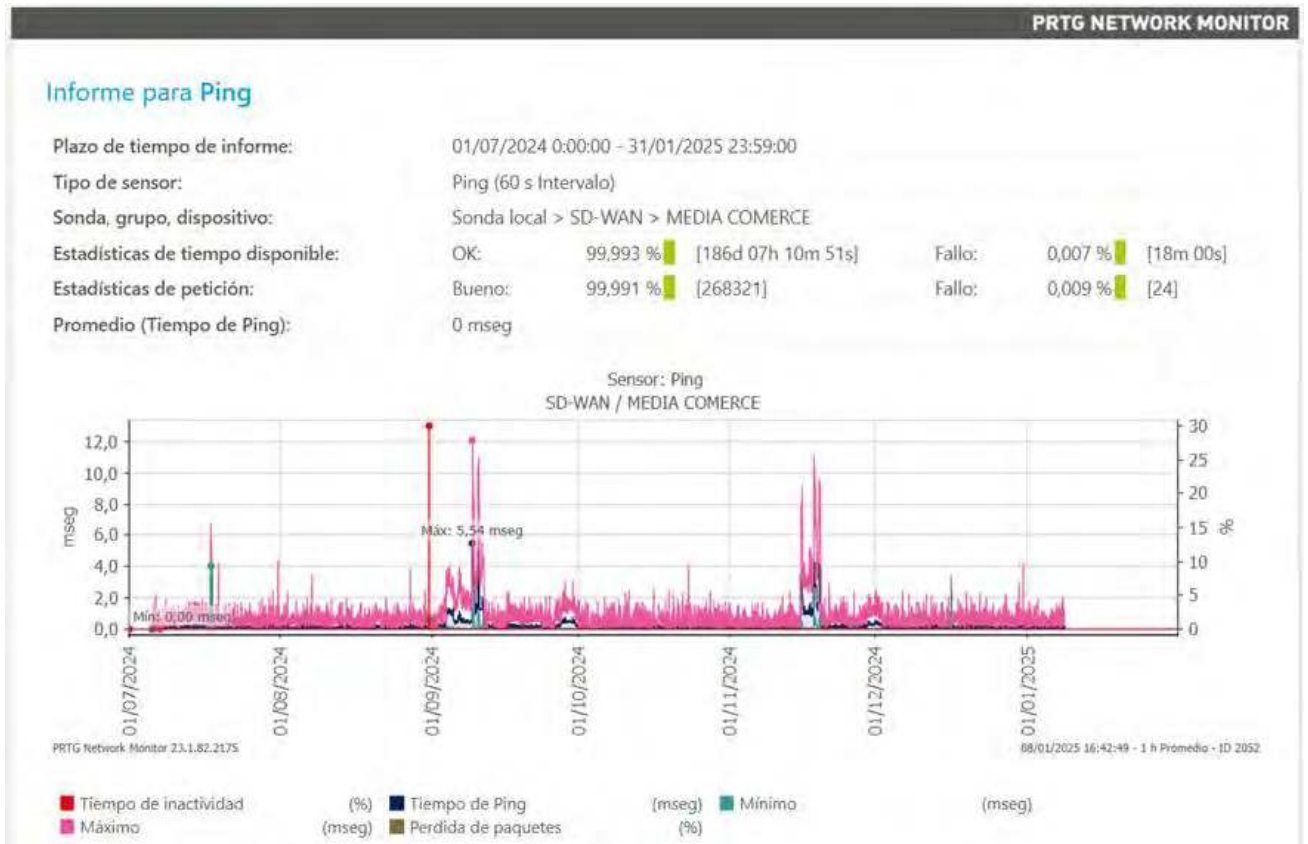 PRTG NETWORK MONITOR
Informe para Ping
Plazo de tiempo de informe: 01/07/2024 0:00:00 - 31/01/2025 23:59:00
Tipo de sensor: Ping (60 s Intervalo)
Sonda, grupo, dispositivo: Sonda local > SD-WAN > MEDIA COMERCE
Estadísticas de tiempo disponible: OK: 99,993 % [186d 07h 10m 51s] Fallo: 0,007 % [18m 00s]
Estadísticas de petición: Bueno: 99,991 % [268321] Fallo: 0,009 % [24]
Promedio (Tiempo de Ping): 0 mseg
Sensor: Ping
SD-WAN / MEDIA COMERCE
mseg
12,0
10,0
8,0
6,0
4,0
2,0
0,0
Máx: 5,54 mseg
Mín: 0,00 mseg
30
25
20
15
10
5
0
%
01/07/2024
01/08/2024
01/09/2024
01/10/2024
01/11/2024
01/12/2024
01/01/2025
PRTG Network Monitor 23.1.82.2175
08/01/2025 16:42:49 - 1 h Promedio - ID 2052
Tiempo de inactividad (%) Tiempo de Ping (mseg) Mínimo (mseg)
Máximo (mseg) Perdida de paquetes (%)